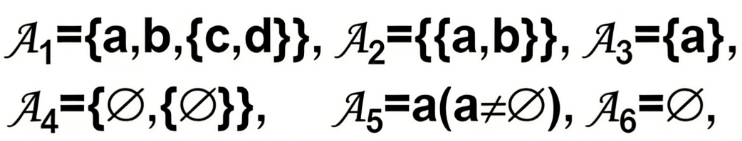 𝒜₁={a,b,{c,d}}, 𝒜₂={{a,b}}, 𝒜₃={a},
𝒜₄={∅,{∅}}, 𝒜₅=a(a≠∅), 𝒜₆=∅,